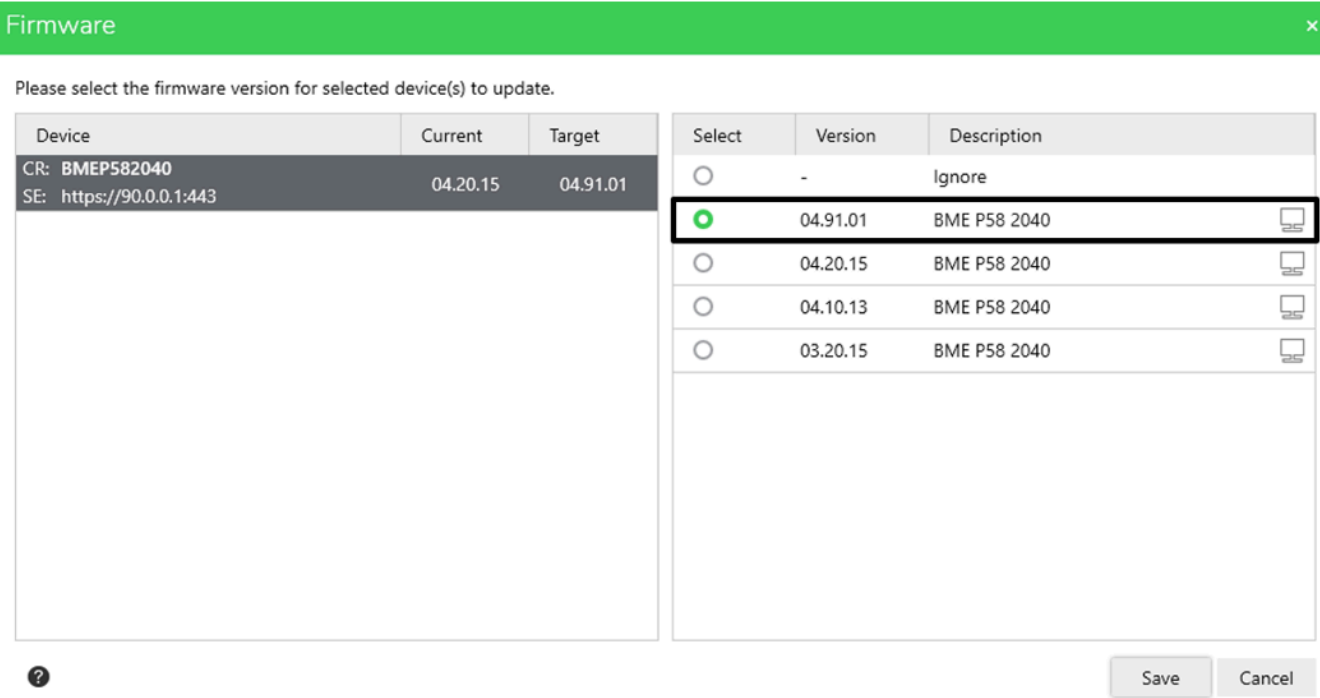 Firmware
Please select the firmware version for selected device(s) to update.
Device Current Target
CR: BMEP582040
SE: https://90.0.0.1:443
04.20.15 04.91.01
Select Version Description
- Ignore
04.91.01 BME P58 2040
04.20.15 BME P58 2040
04.10.13 BME P58 2040
03.20.15 BME P58 2040
Save Cancel